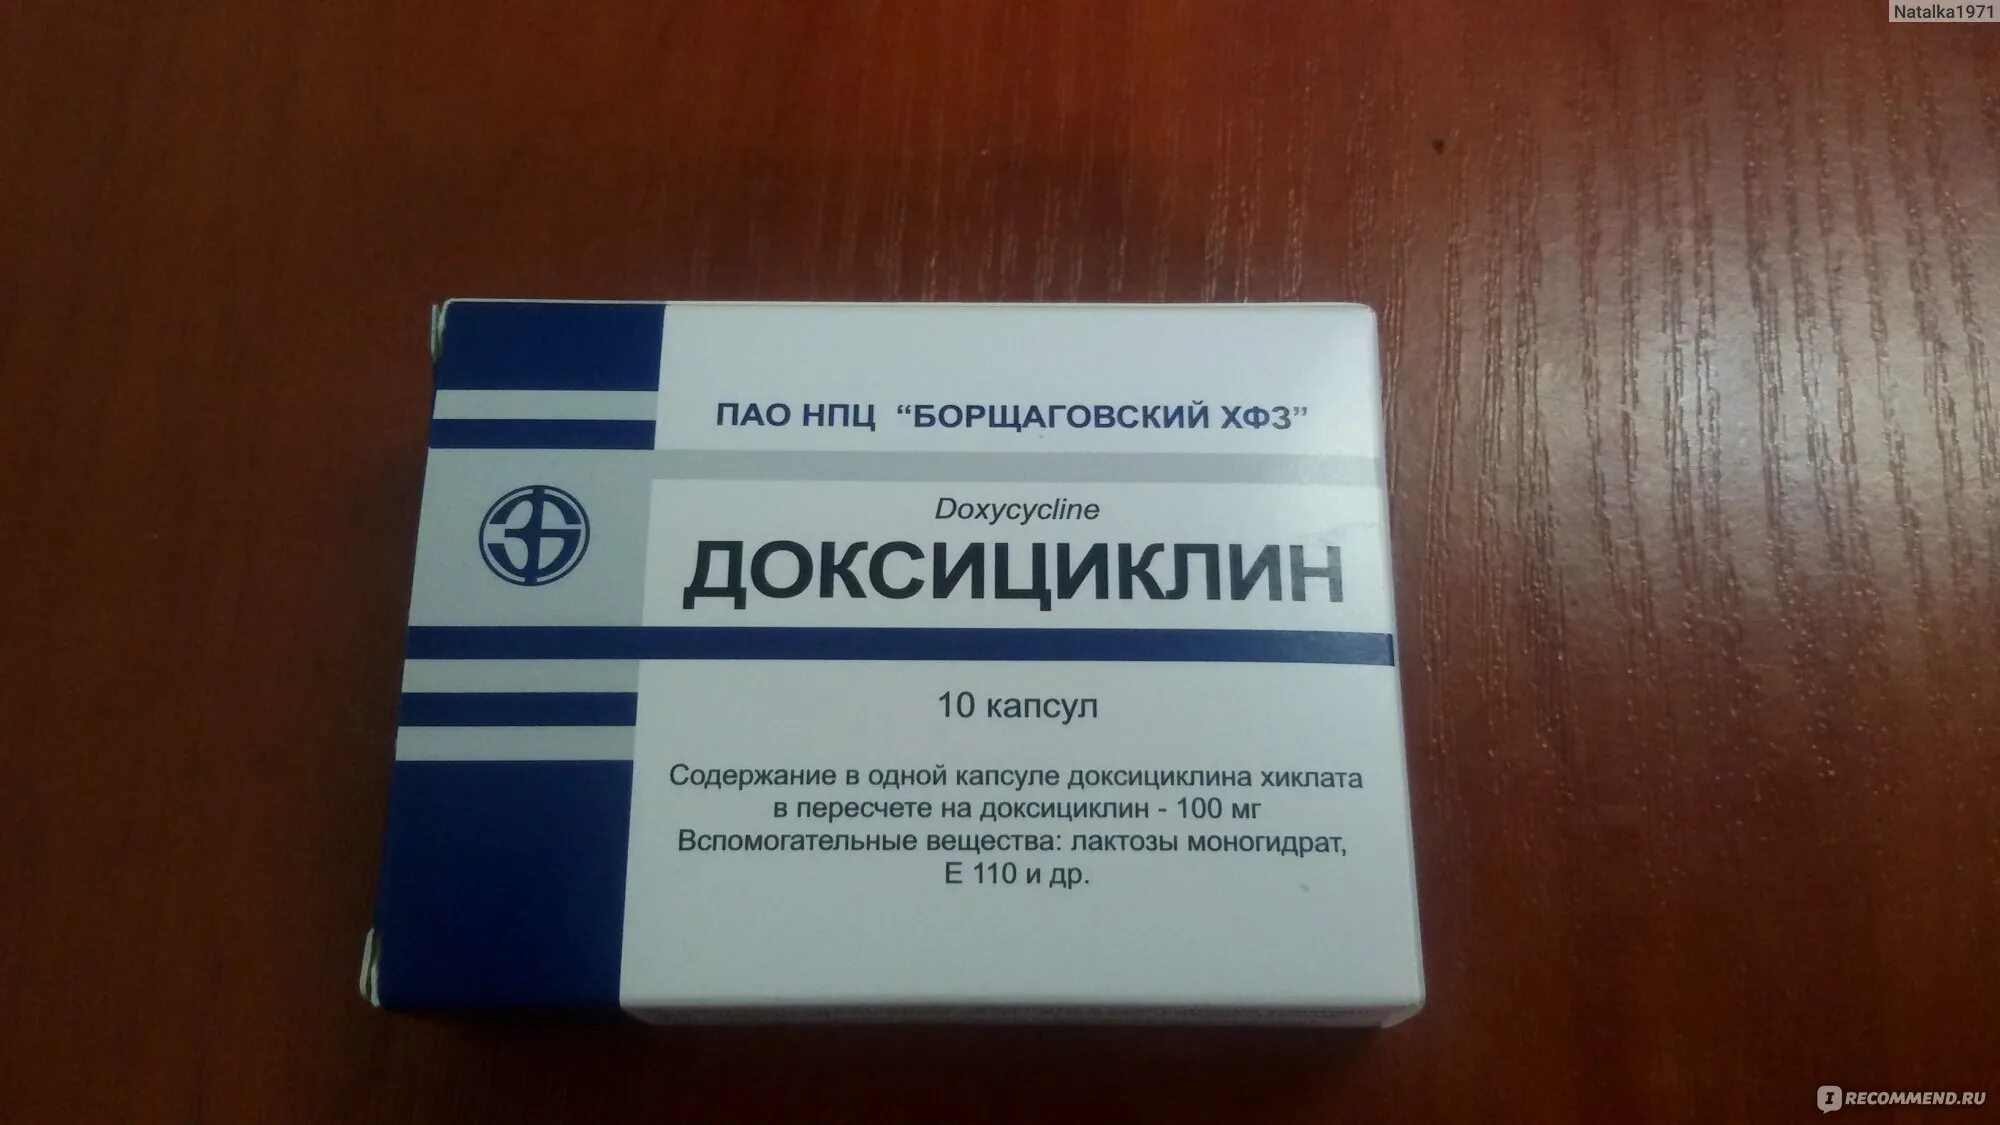 Natalka1971
ПАО НПЦ “БОРЩАГОВСКИЙ ХФЗ”
Doxycycline
ДОКСИЦИКЛИН
10 капсул
Содержание в одной капсуле доксициклина хиклата
в пересчете на доксициклин - 100 мг
Вспомогательные вещества: лактозы моногидрат,
Е 110 и др.
I RECOMMEND.RU